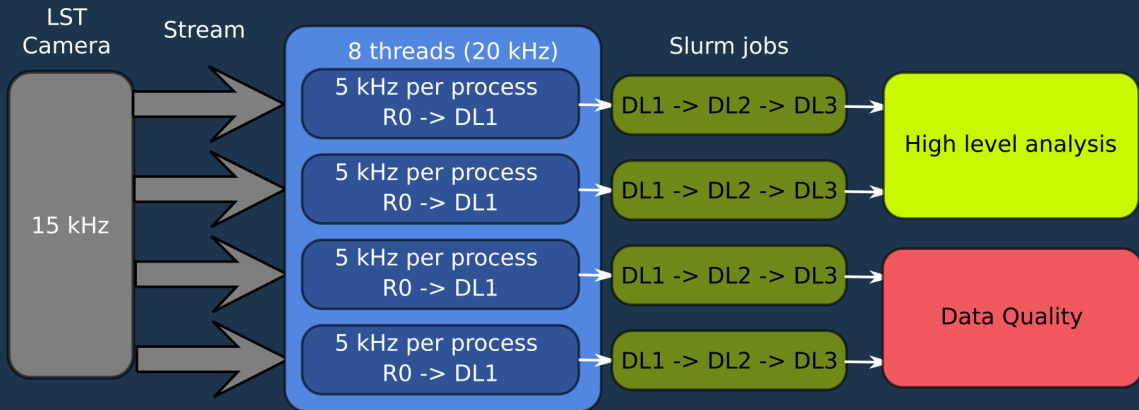 LST
Camera
Stream
8 threads (20 kHz)
Slurm jobs
15 kHz
5 kHz per process
R0 -> DL1
DL1 -> DL2 -> DL3
5 kHz per process
R0 -> DL1
DL1 -> DL2 -> DL3
High level analysis
5 kHz per process
R0 -> DL1
DL1 -> DL2 -> DL3
5 kHz per process
R0 -> DL1
DL1 -> DL2 -> DL3
Data Quality